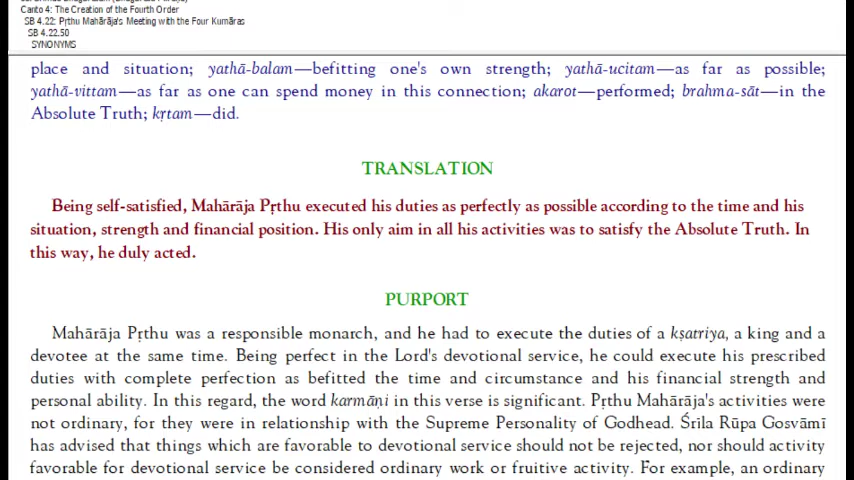 Canto 4: The Creation of the Fourth Order
SB 4.22: Pṛthu Mahārāja's Meeting with the Four Kumāras
SB 4.22.50
SYNONYMS
place and situation; yathā-balam—befitting one's own strength; yathā-ucitam—as far as possible;
yathā-vittam—as far as one can spend money in this connection; akarot—performed; brahma-sāt—in the
Absolute Truth; kṛtam—did.
TRANSLATION
Being self-satisfied, Mahārāja Pṛthu executed his duties as perfectly as possible according to the time and his
situation, strength and financial position. His only aim in all his activities was to satisfy the Absolute Truth. In
this way, he duly acted.
PURPORT
Mahārāja Pṛthu was a responsible monarch, and he had to execute the duties of a kṣatriya, a king and a
devotee at the same time. Being perfect in the Lord's devotional service, he could execute his prescribed
duties with complete perfection as befitted the time and circumstance and his financial strength and
personal ability. In this regard, the word karmāṇi in this verse is significant. Pṛthu Mahārāja's activities were
not ordinary, for they were in relationship with the Supreme Personality of Godhead. Śrīla Rūpa Gosvāmī
has advised that things which are favorable to devotional service should not be rejected, nor should activity
favorable for devotional service be considered ordinary work or fruitive activity. For example, an ordinary